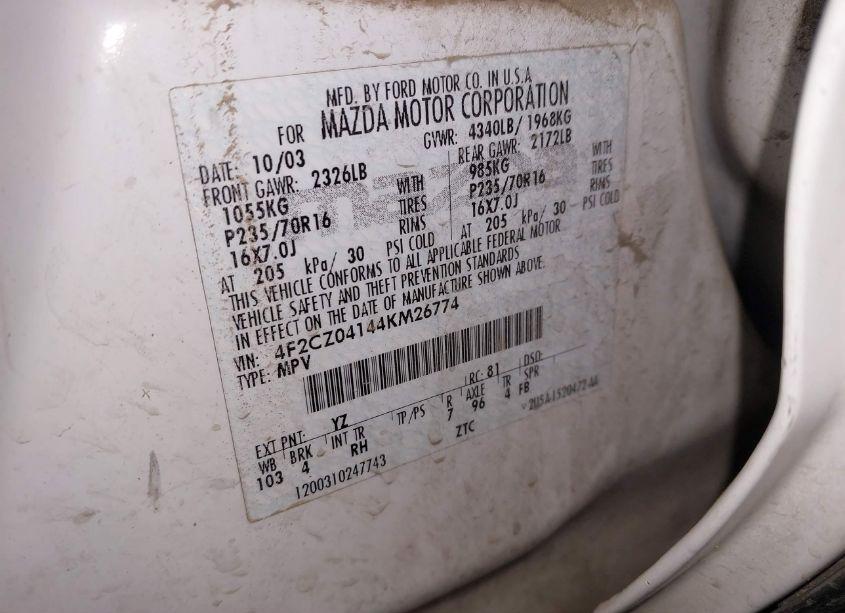 MFD. BY FORD MOTOR CO. IN U.S.A.
FOR MAZDA MOTOR CORPORATION
DATE: 10/03 GVWR: 4340LB/1968KG
FRONT GAWR: 2326LB REAR GAWR: 2172LB
1055KG WITH 985KG WITH
P235/70R16 TIRES P235/70R16 TIRES
16X7.0J RIMS 16X7.0J RIMS
AT 205 kPa/ 30 PSI COLD AT 205 kPa/ 30 PSI COLD
THIS VEHICLE CONFORMS TO ALL APPLICABLE FEDERAL MOTOR
VEHICLE SAFETY AND THEFT PREVENTION STANDARDS
IN EFFECT ON THE DATE OF MANUFACTURE SHOWN ABOVE.
VIN: 4F2CZ04144KM26774
TYPE: MPV
EXT PNT: YZ RC: 81 DSO:
WB BRK INT TR TP/PS R AXLE TR SPR
103 4 RH 7 96 4 FB
ZTC
1200310247743